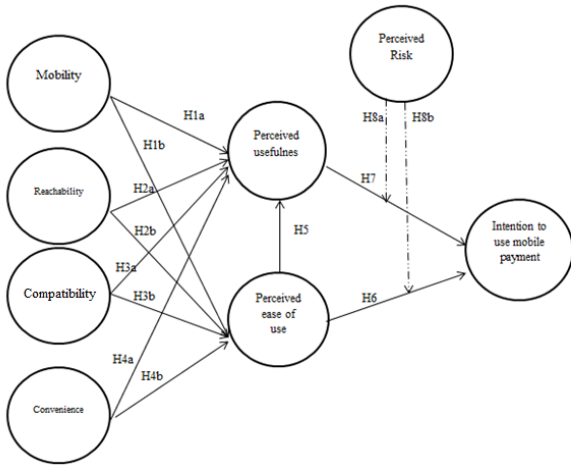 Perceived
Risk
Mobility
H1a
H8a
H8b
Perceived
usefulnes
H1b
H2a
H7
Reachability
H2b
Intention to
use mobile
payment
H5
H3a
Compatibility
H3b
Perceived
ease of
use
H6
H4a
H4b
Convenience